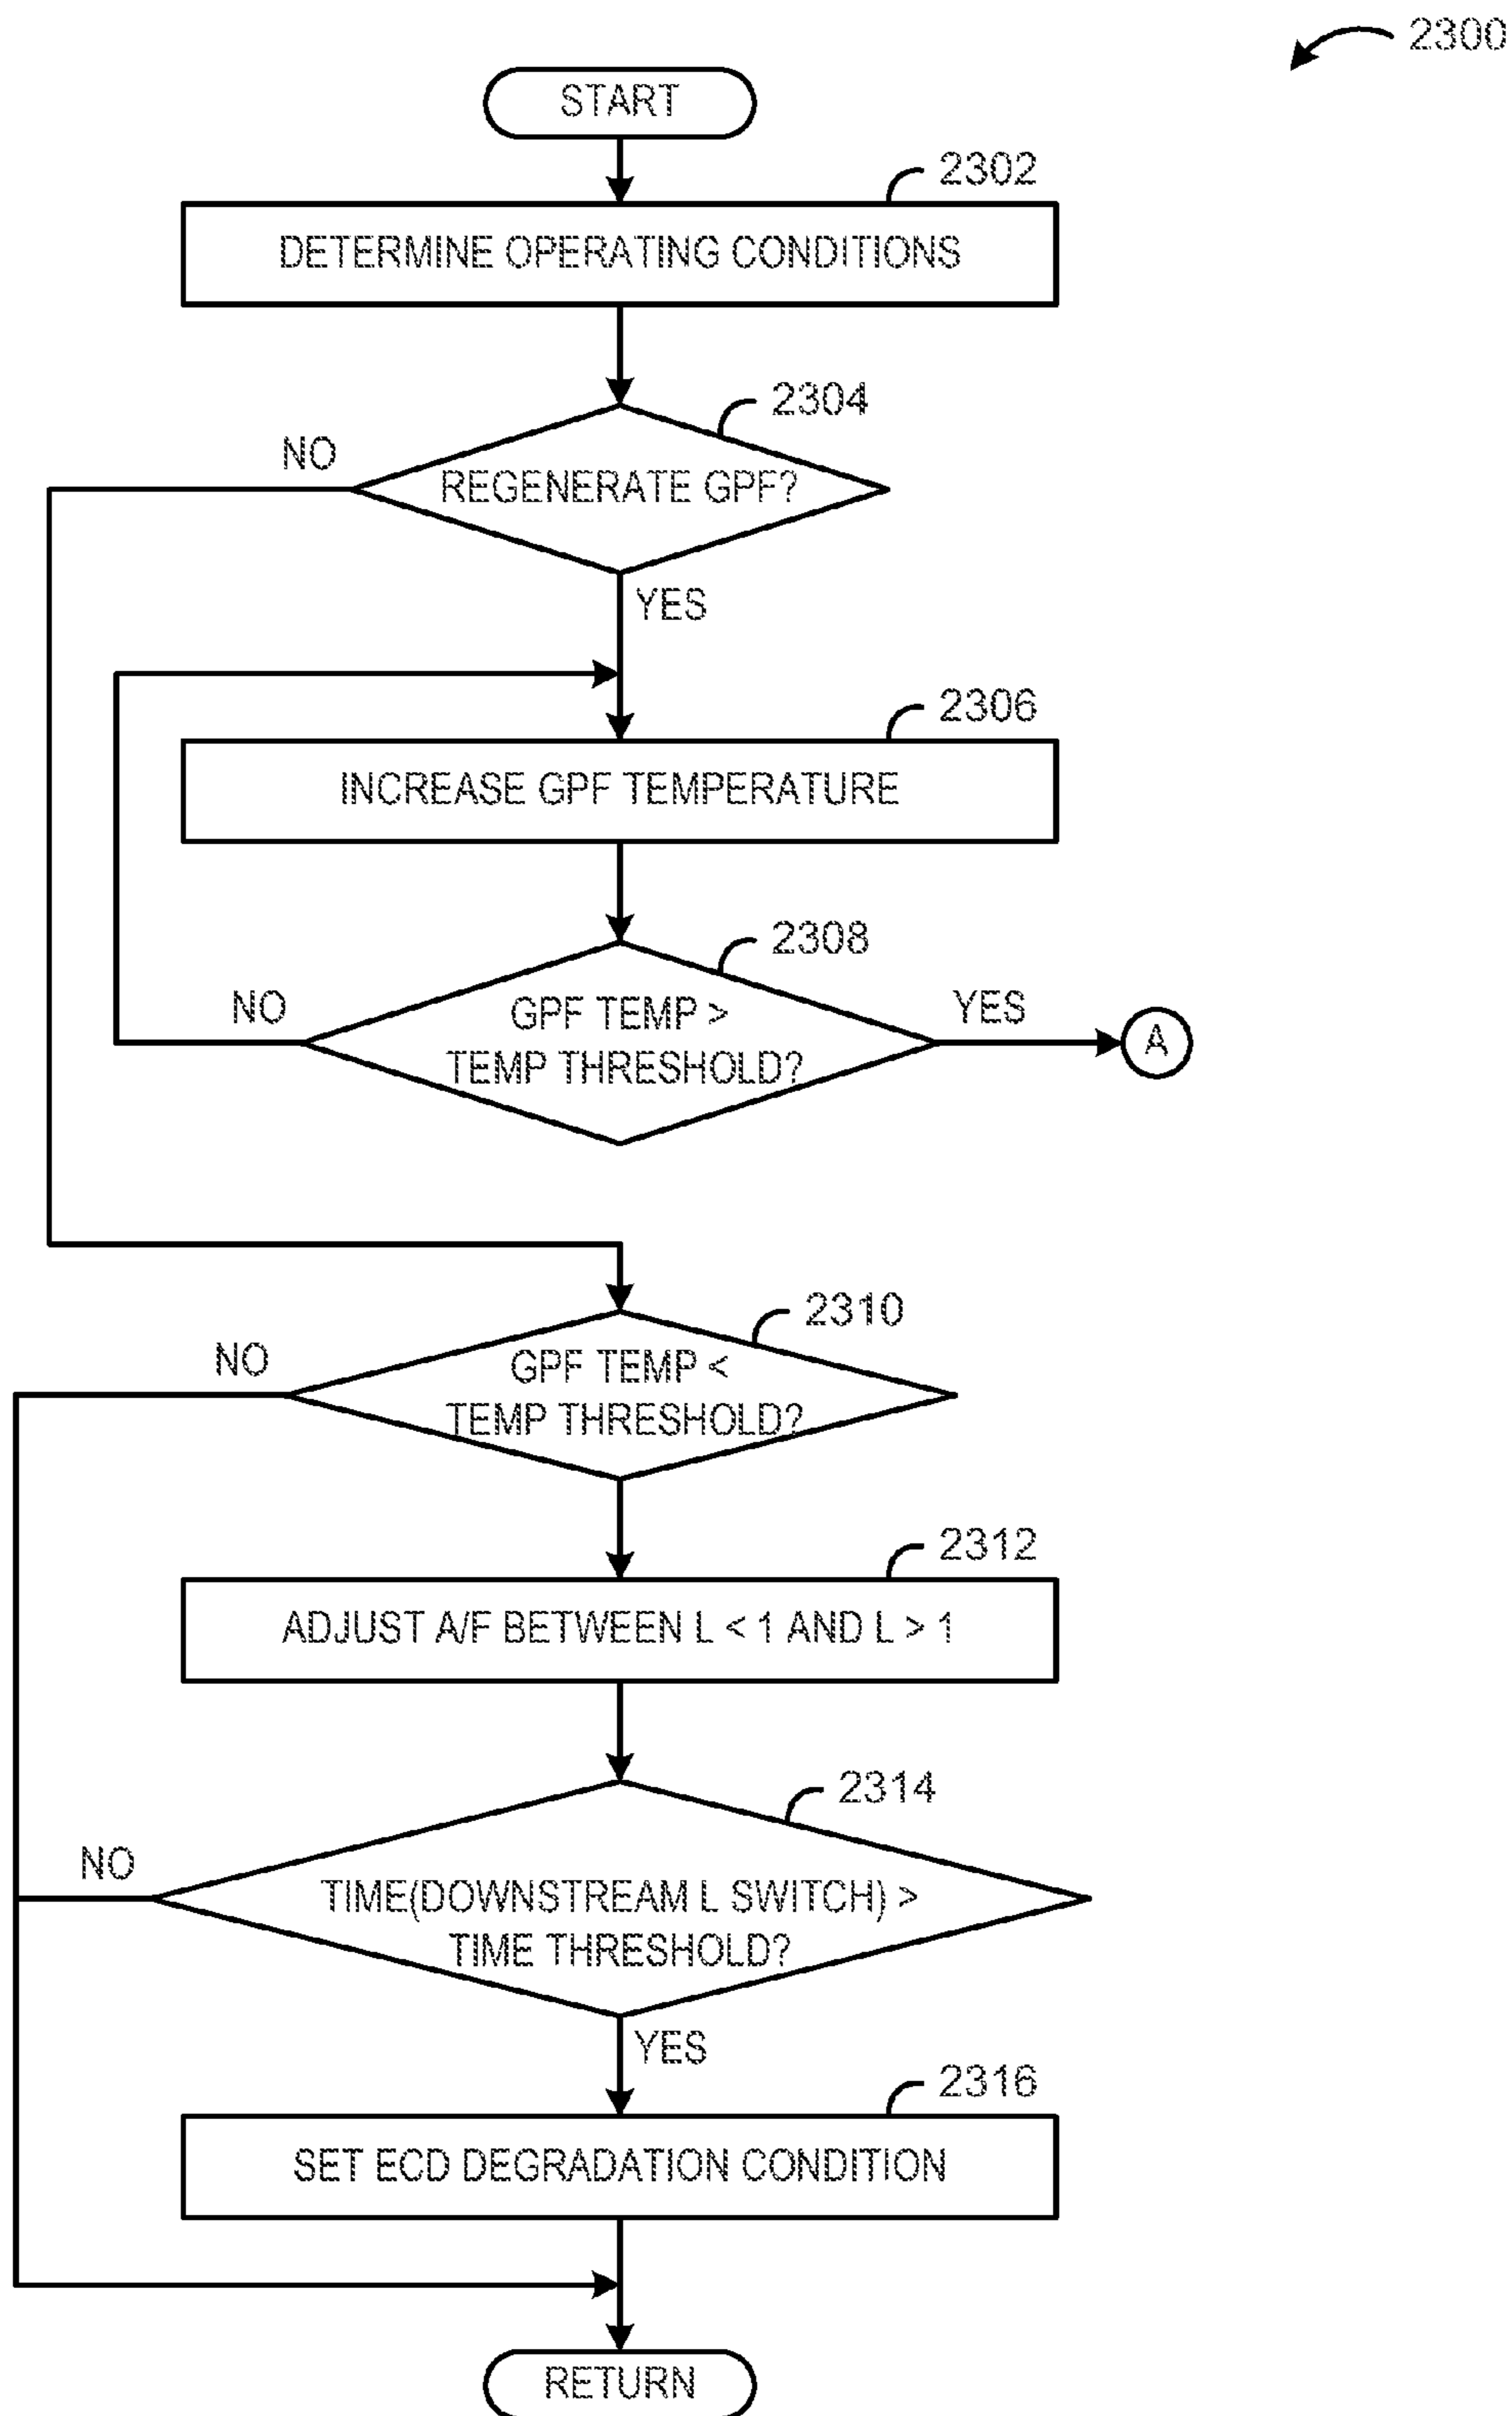 2300
START
2302
DETERMINE OPERATING CONDITIONS
2304
NO
REGENERATE GPF?
YES
2306
INCREASE GPF TEMPERATURE
2308
NO
GPF TEMP >
TEMP THRESHOLD?
YES
A
2310
NO
GPF TEMP <
TEMP THRESHOLD?
2312
ADJUST A/F BETWEEN L < 1 AND L > 1
2314
NO
TIME(DOWNSTREAM L SWITCH) >
TIME THRESHOLD?
YES
2316
SET ECD DEGRADATION CONDITION
RETURN